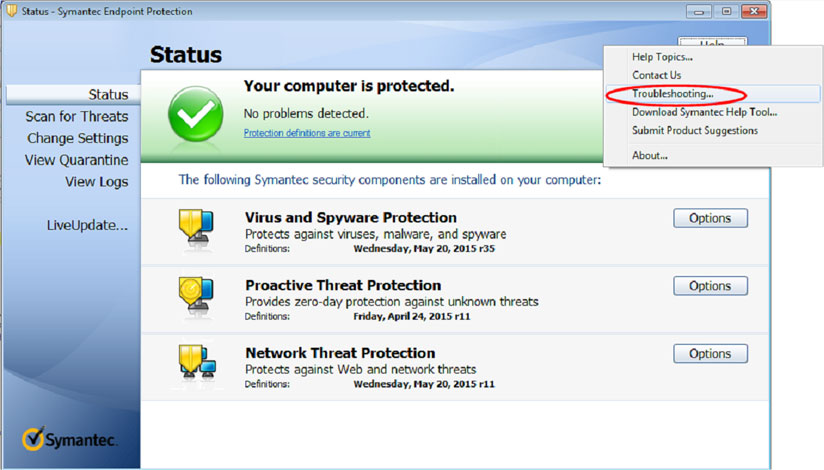 Status - Symantec Endpoint Protection
Status
Help
Help Topics...
Contact Us
Troubleshooting...
Download Symantec Help Tool...
Submit Product Suggestions
About...
Status
Scan for Threats
Change Settings
View Quarantine
View Logs
LiveUpdate...
Your computer is protected.
No problems detected.
Protection definitions are current
The following Symantec security components are installed on your computer:
Virus and Spyware Protection
Protects against viruses, malware, and spyware
Definitions: Wednesday, May 20, 2015 r35
Options
Proactive Threat Protection
Provides zero-day protection against unknown threats
Definitions: Friday, April 24, 2015 r11
Options
Network Threat Protection
Protects against Web and network threats
Definitions: Wednesday, May 20, 2015 r11
Options
Symantec.